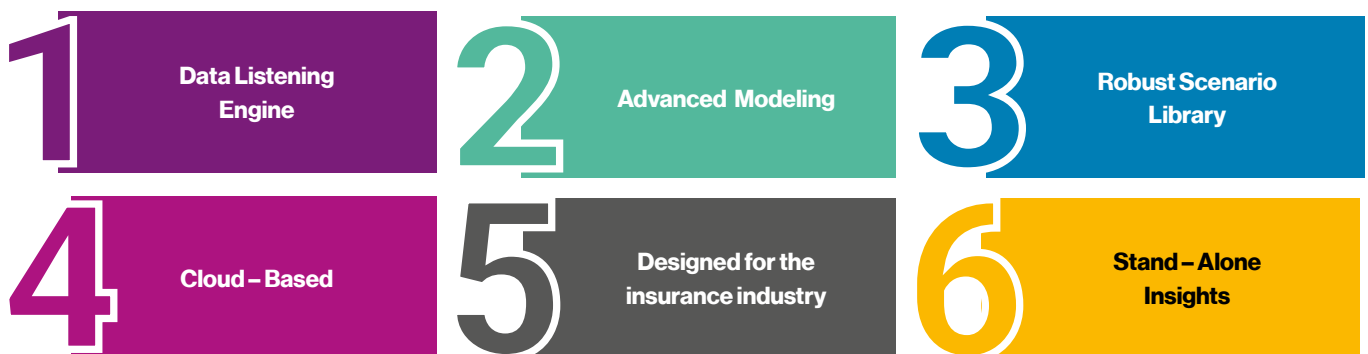 1
Data Listening
Engine
2
Advanced Modeling
3
Robust Scenario
Library
4
Cloud – Based
5
Designed for the
insurance industry
6
Stand – Alone
Insights